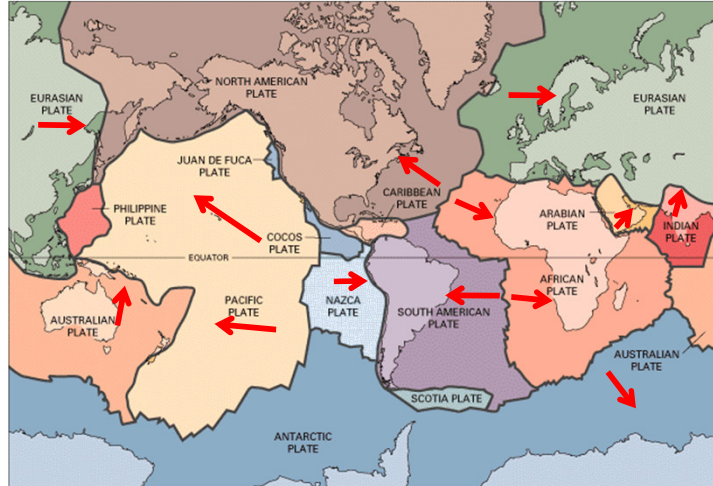 NORTH AMERICAN
PLATE
EURASIAN
PLATE
EURASIAN
PLATE
JUAN DE FUCA
PLATE
CARIBBEAN
PLATE
PHILIPPINE
PLATE
ARABIAN
PLATE
INDIAN
PLATE
COCOS
PLATE
EQUATOR
AFRICAN
PLATE
PACIFIC
PLATE
NAZCA
PLATE
SOUTH AMERICAN
PLATE
AUSTRALIAN
PLATE
AUSTRALIAN
PLATE
SCOTIA PLATE
ANTARCTIC
PLATE